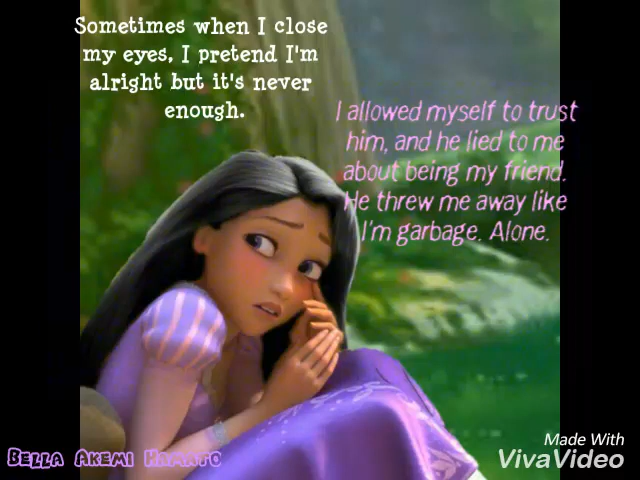 Sometimes when I close
my eyes, I pretend I'm
alright but it's never
enough.
I allowed myself to trust
him, and he lied to me
about being my friend.
He threw me away like
I'm garbage. Alone.
Bella Akemi Hamato
Made With
VivaVideo